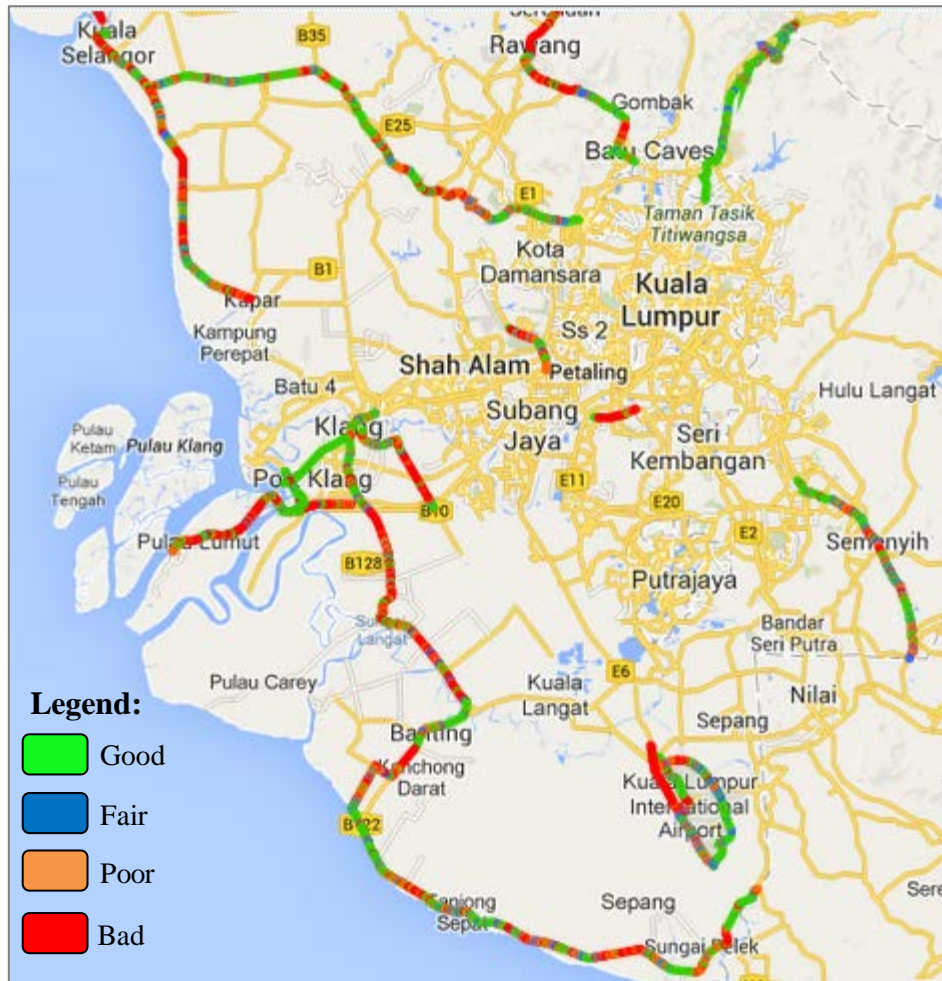 Kuala
Selangor
B35
Rawang
Gombak
E25
Batu Caves
E1
Taman Tasik
Titiwangsa
Kota
Damansara
B1
Kuala
Lumpur
Kapar
Kampung
Perepat
Ss 2
Shah Alam
Petaling
Batu 4
Hulu Langat
Subang
Jaya
Klang
Pulau
Ketam
Pulau Klang
Seri
Kembangan
Pulau
Tengah
Port Klang
E11
B10
E20
E2
Pulau Lumut
Semenyih
B128
Putrajaya
Langat
Bandar
Seri Putra
E6
Pulau Carey
Kuala
Langat
Nilai
Legend:
Sepang
Banting
Good
Kanchong
Darat
Kuala Lumpur
International
Airport
Fair
Poor
Sepang
Tanjong
Sepat
Bad
Sungai Pelek